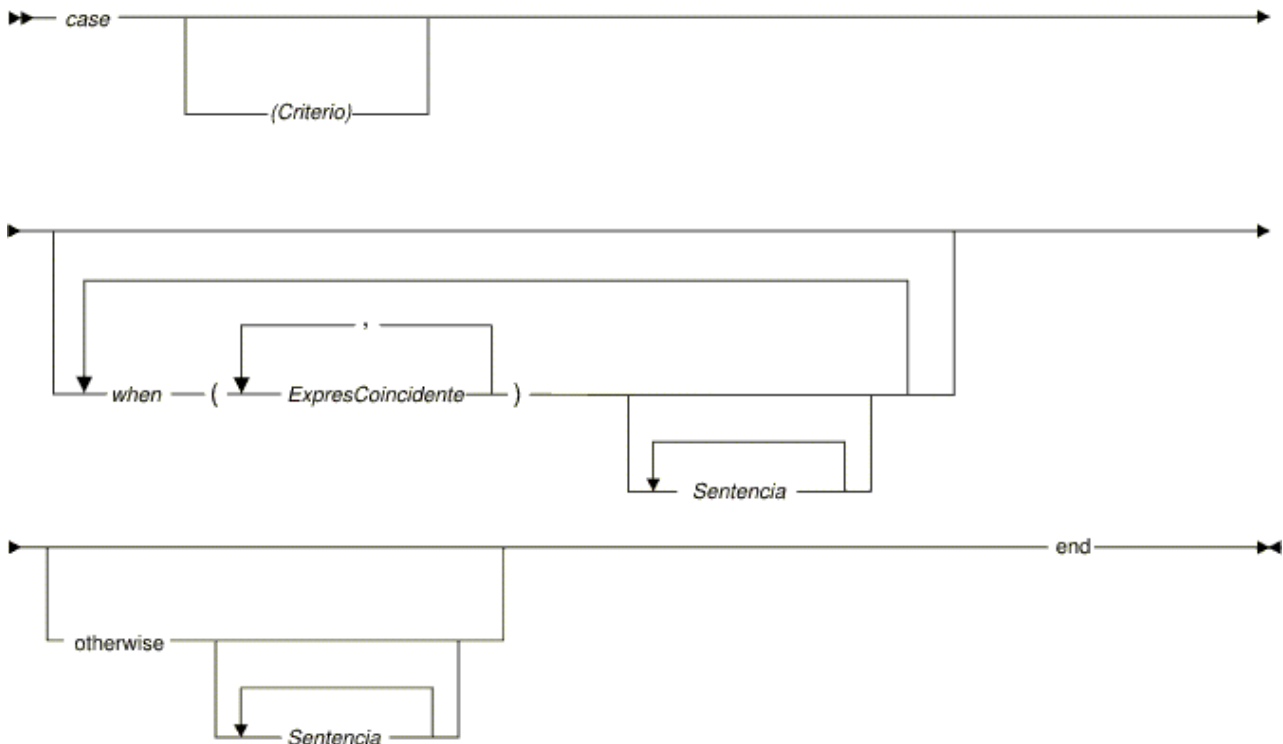 case
(Criterio)
,
when ( ExpresCoincidente )
Sentencia
end
otherwise
Sentencia